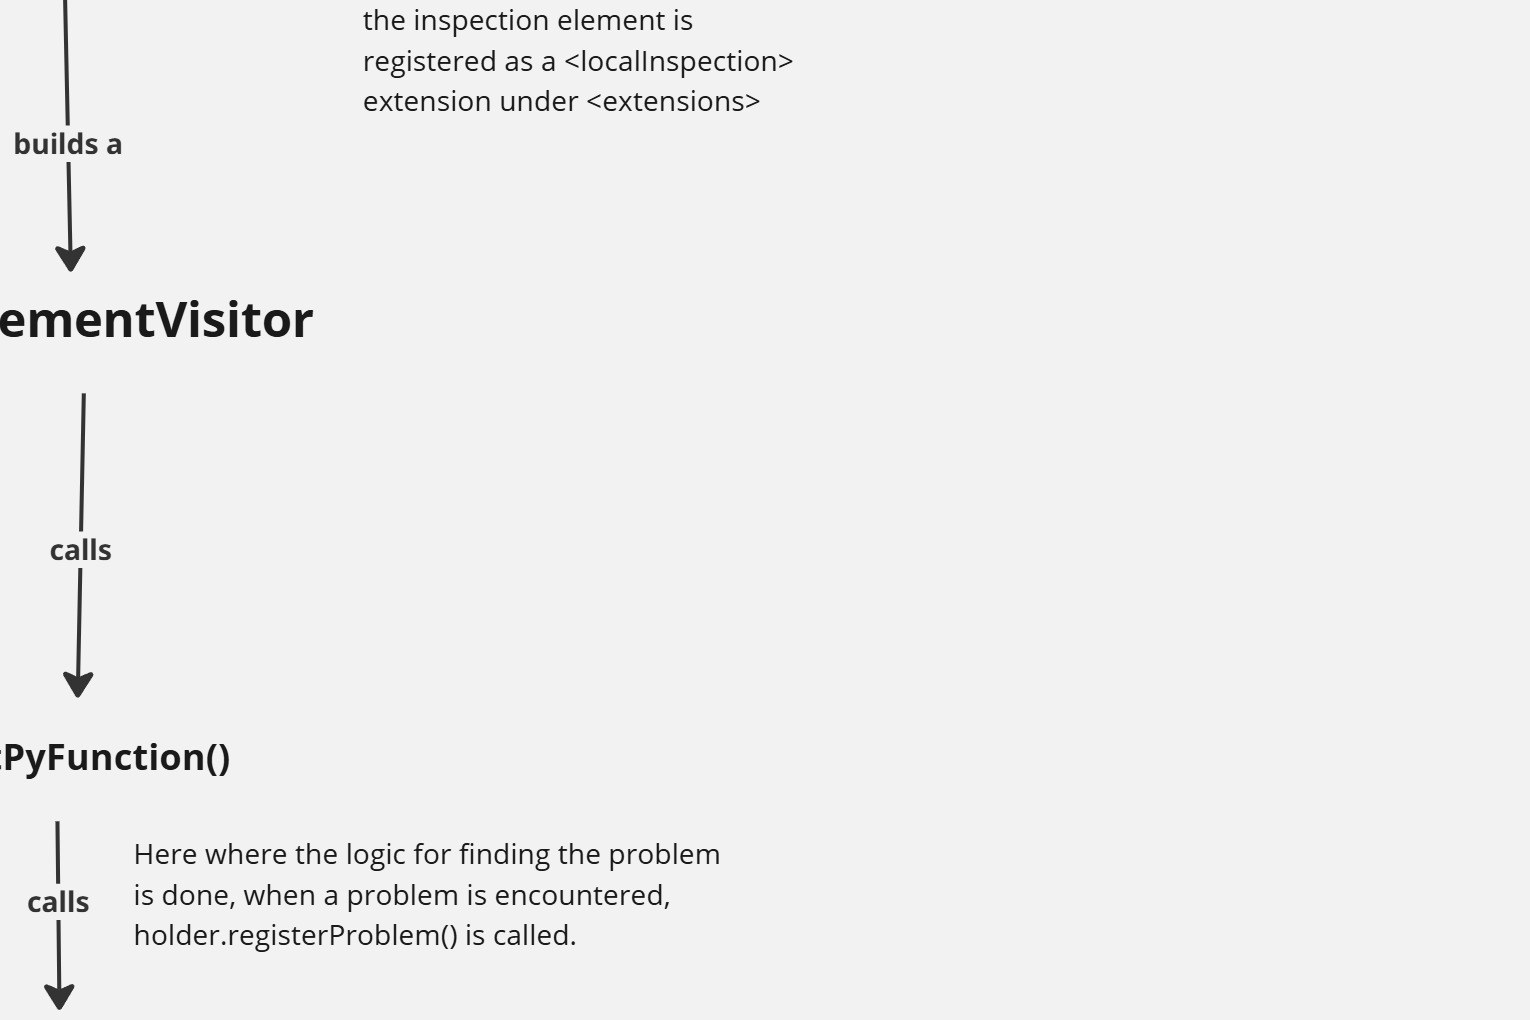 the inspection element is
registered as a <localInspection>
extension under <extensions>
builds a
ementVisitor
calls
tPyFunction()
Here where the logic for finding the problem
is done, when a problem is encountered,
calls
holder.registerProblem() is called.